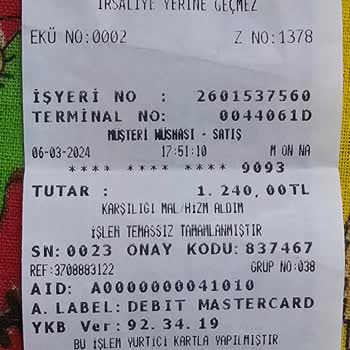 İRSALİYE YERİNE GEÇMEZ
EKÜ NO:0002 Z NO:1378
İŞYERİ NO : 2601537560
TERMİNAL NO: 0044061D
MÜŞTERİ NÜSHASI - SATIŞ
06-03-2024 17:51:10 M ON NA
**** **** **** 9093
TUTAR : 1.240,00TL
KARŞILIĞI MAL/HİZM ALDIM
İŞLEM TEMASSIZ TAMAMLANMIŞTIR
SN: 0023 ONAY KODU: 837467
REF:3708883122 GRUP NO:038
AID: A0000000041010
A. LABEL: DEBIT MASTERCARD
YKB Ver: 92.34.19
BU İŞLEM YURTİÇİ KARTLA YAPILMIŞTIR